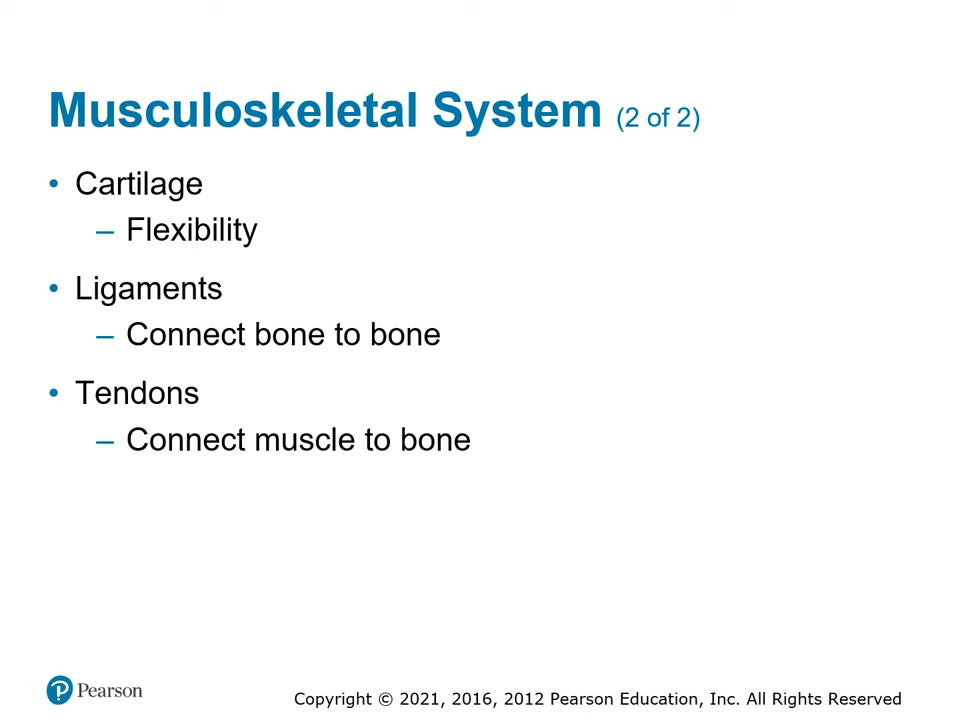 Musculoskeletal System (2 of 2)
• Cartilage
– Flexibility
• Ligaments
– Connect bone to bone
• Tendons
– Connect muscle to bone
Pearson
Copyright © 2021, 2016, 2012 Pearson Education, Inc. All Rights Reserved